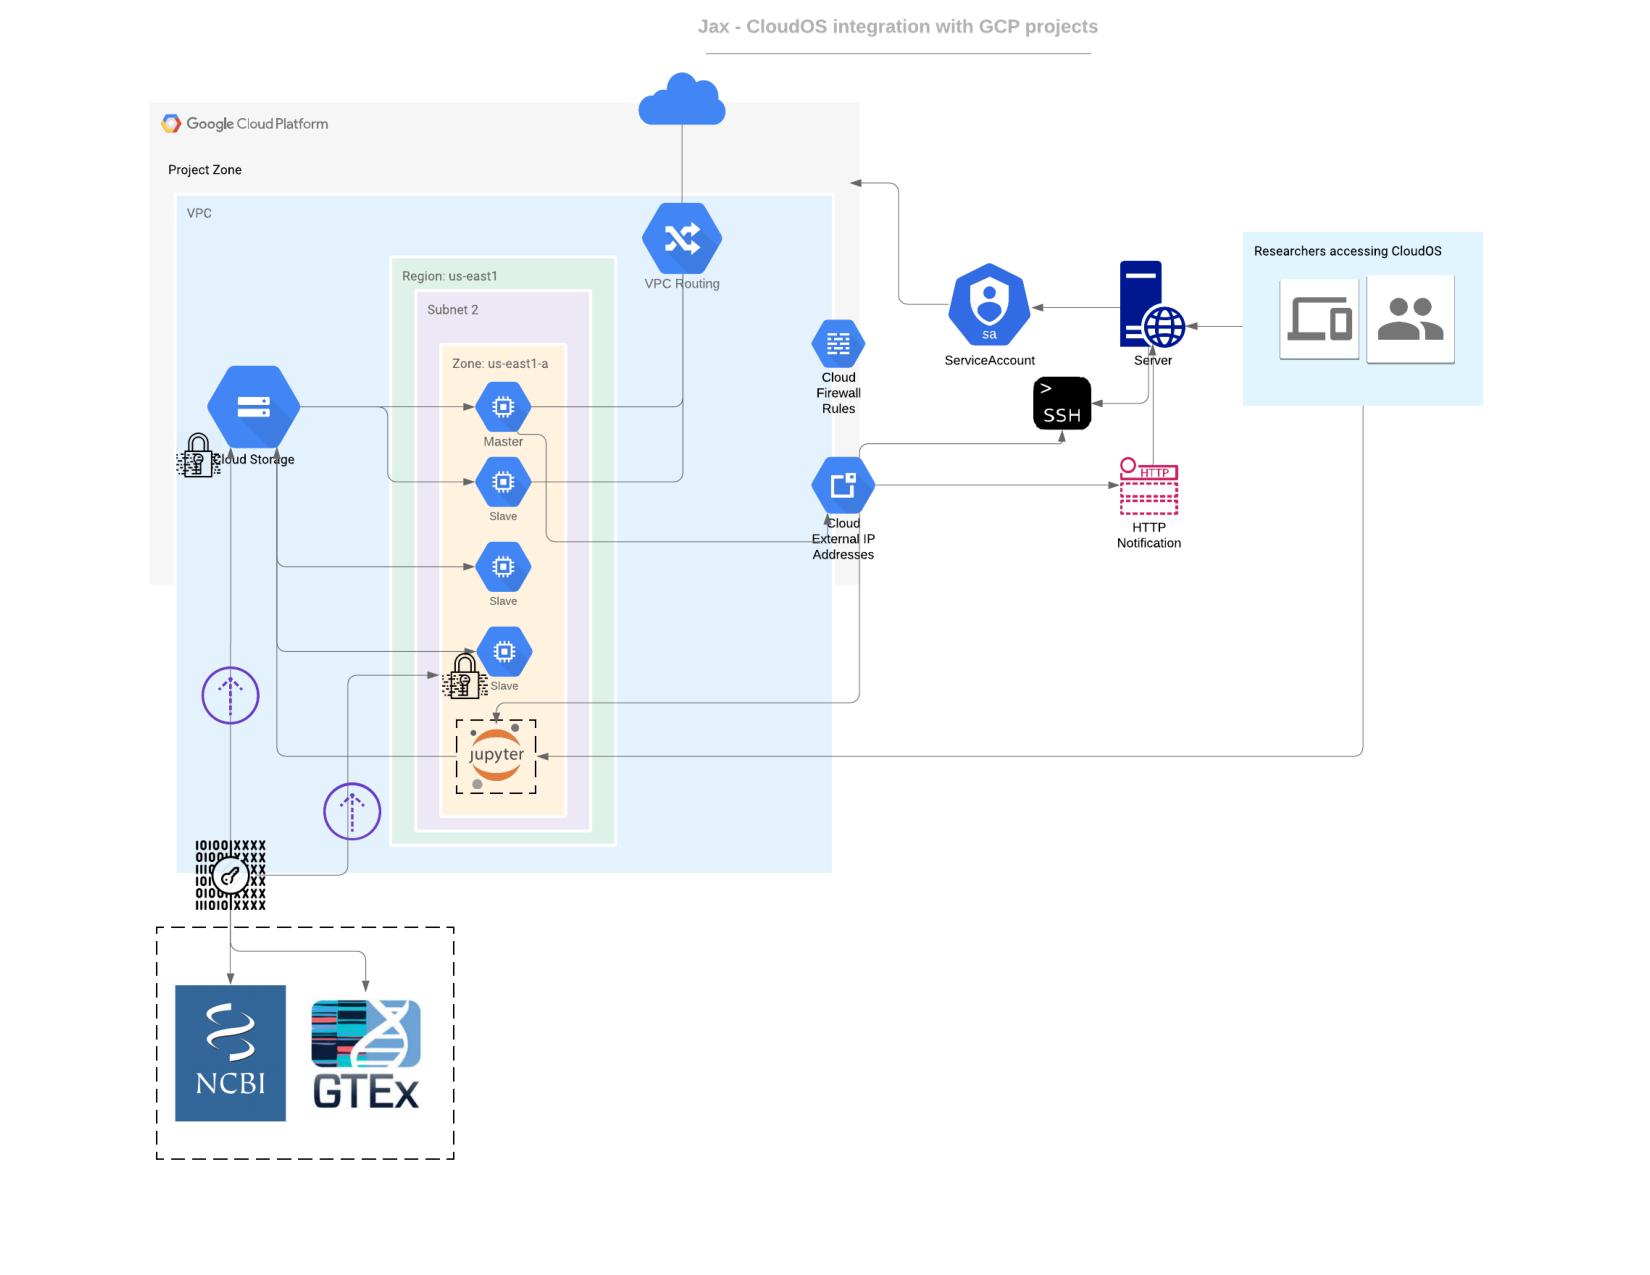 Jax - CloudOS integration with GCP projects
Google Cloud Platform
Project Zone
VPC
VPC Routing
Region: us-east1
Subnet 2
Zone: us-east1-a
Master
Slave
Slave
Slave
jupyter
Cloud Storage
Cloud
Firewall
Rules
Cloud
External IP
Addresses
sa
ServiceAccount
Server
>
SSH
HTTP
HTTP
Notification
Researchers accessing CloudOS
NCBI
GTEx